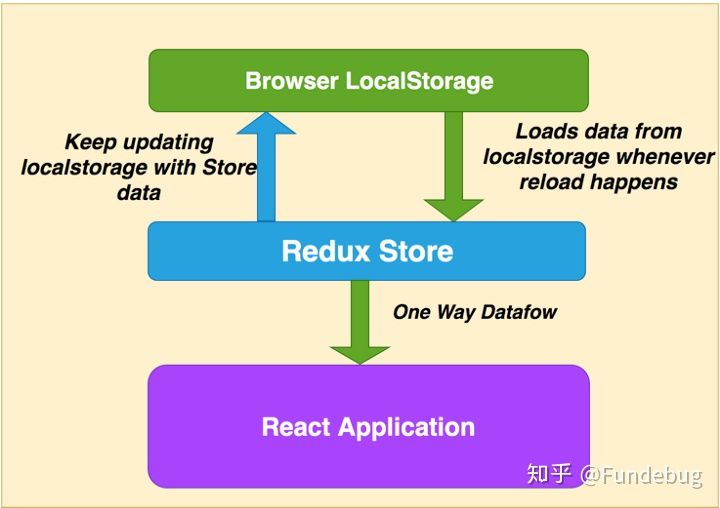 Browser LocalStorage
Keep updating
localstorage with Store
data
Loads data from
localstorage whenever
reload happens
Redux Store
One Way Datafow
React Application
知乎 @Fundebug